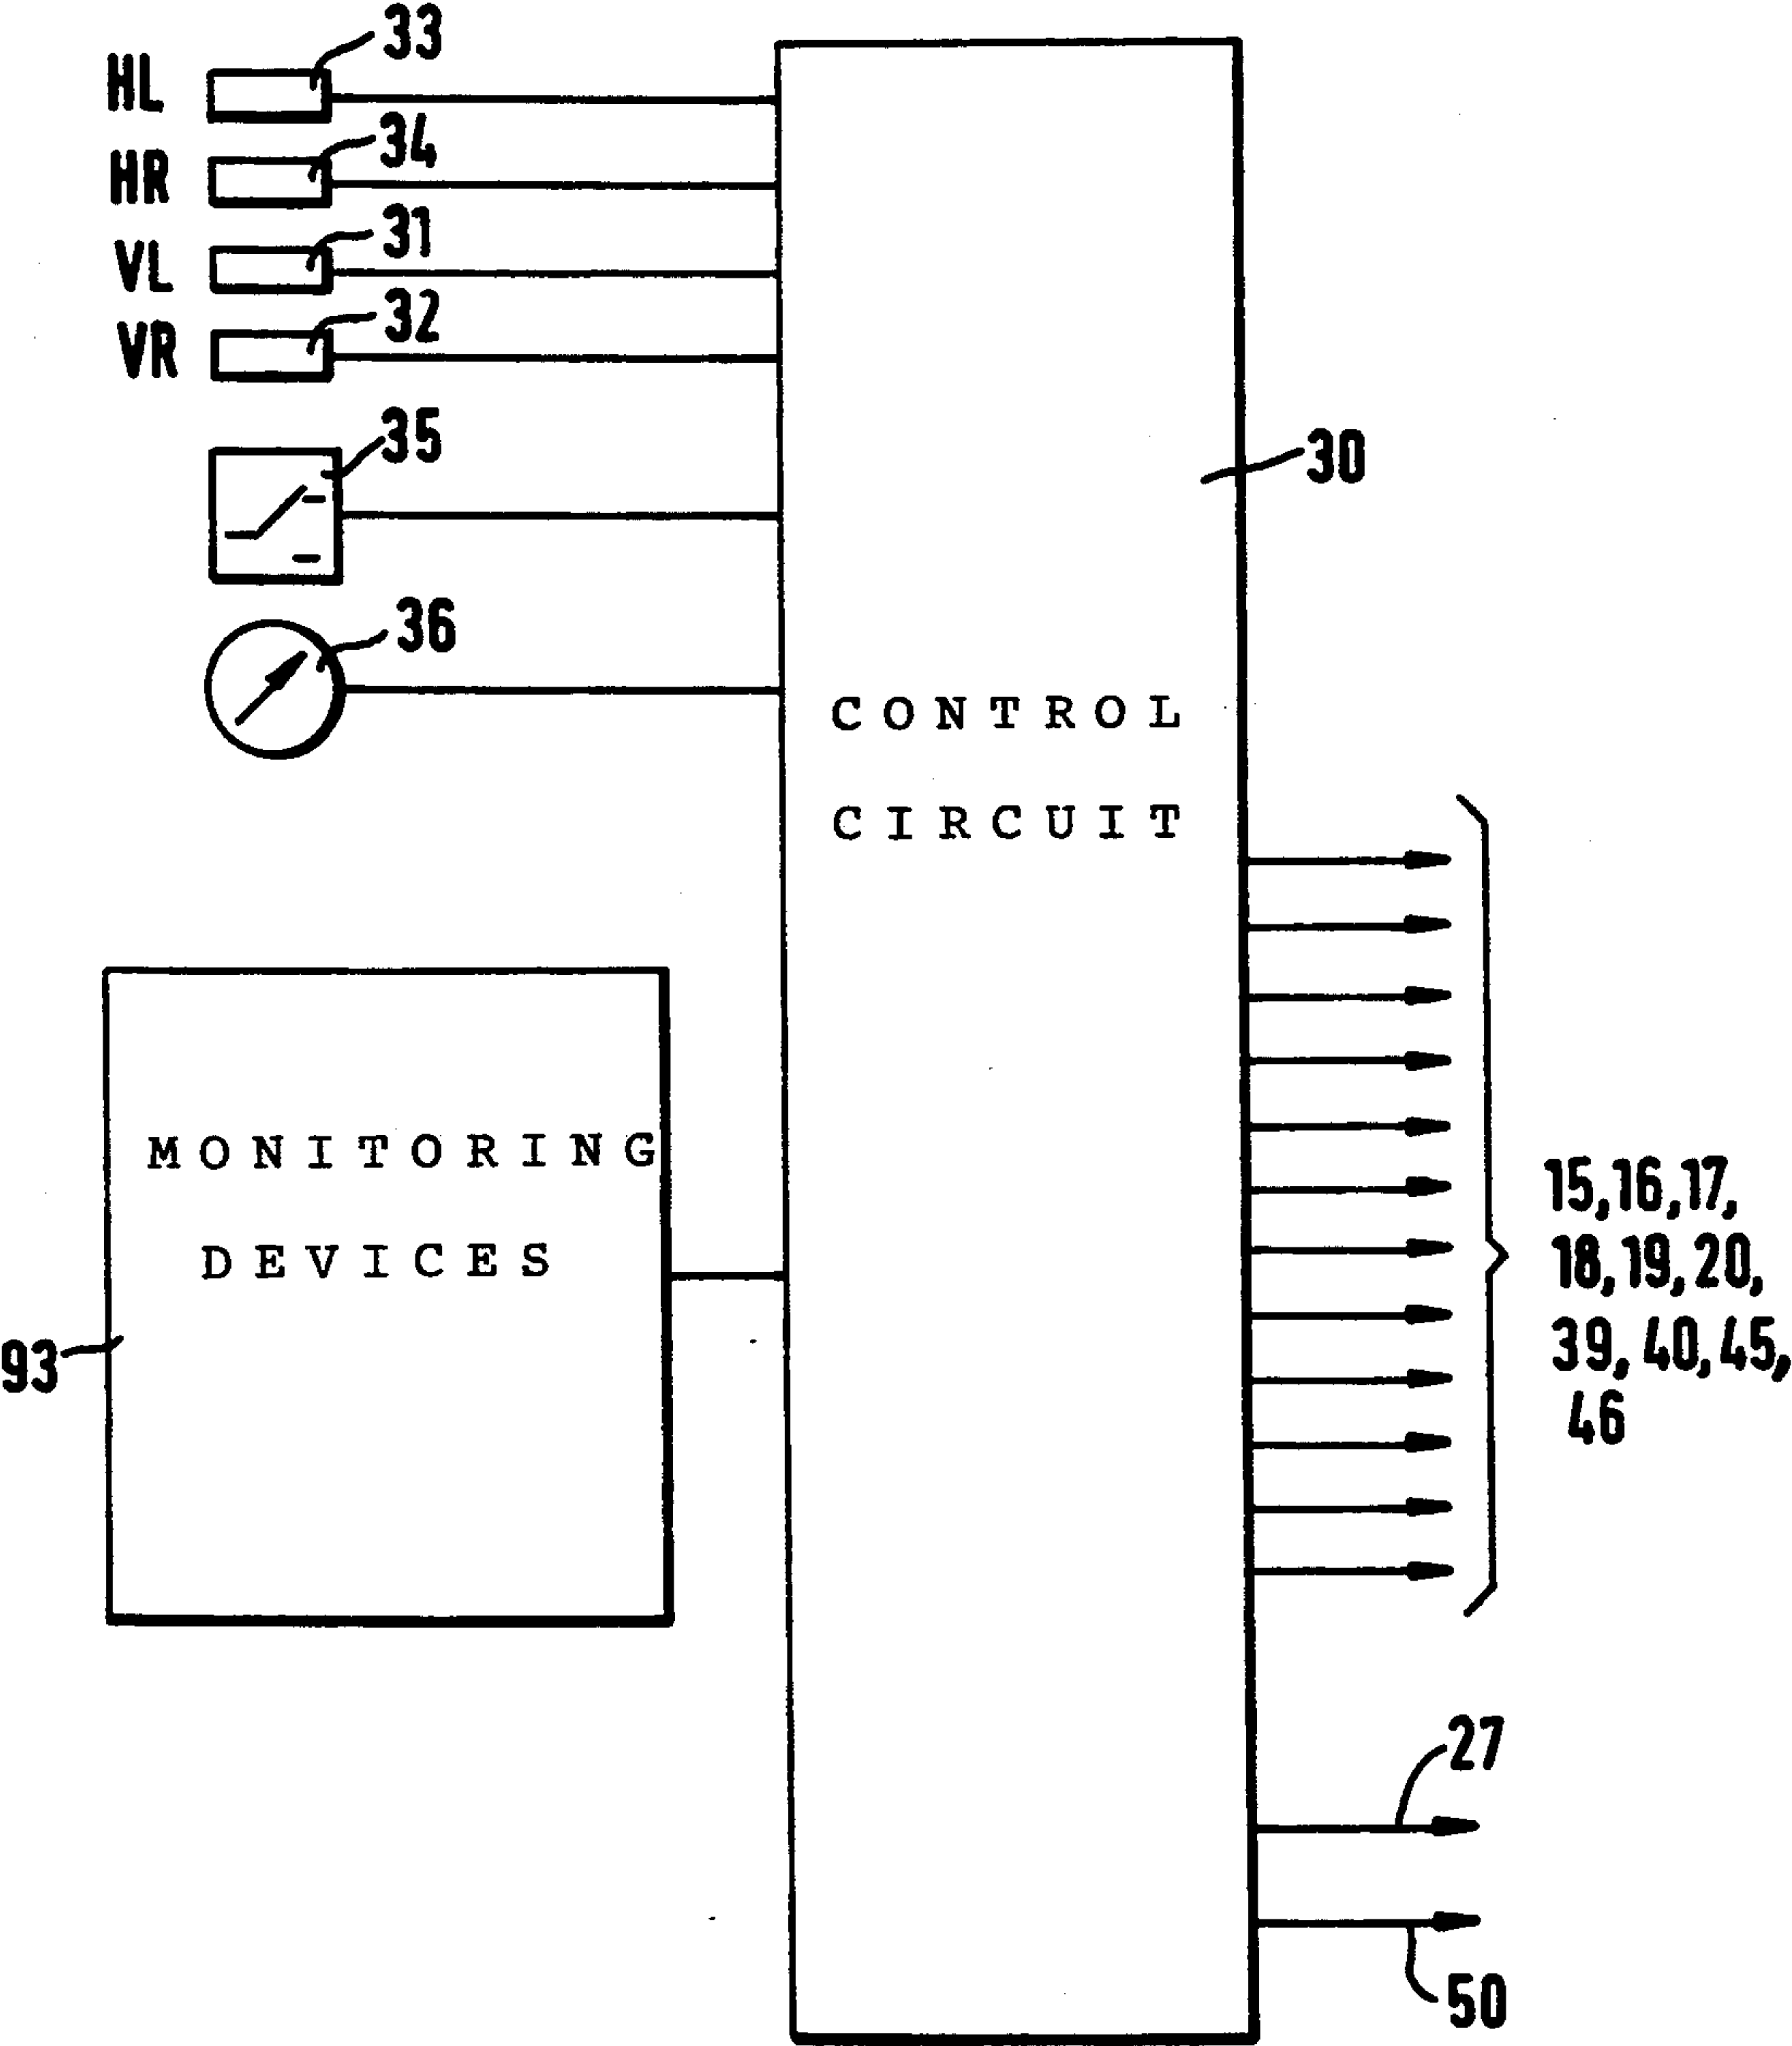 33
HL
34
HR
31
VL
32
VR
35
30
36
CONTROL
CIRCUIT
MONITORING
DEVICES
15,16,17,
18,19,20,
39,40,45,
46
93
27
50